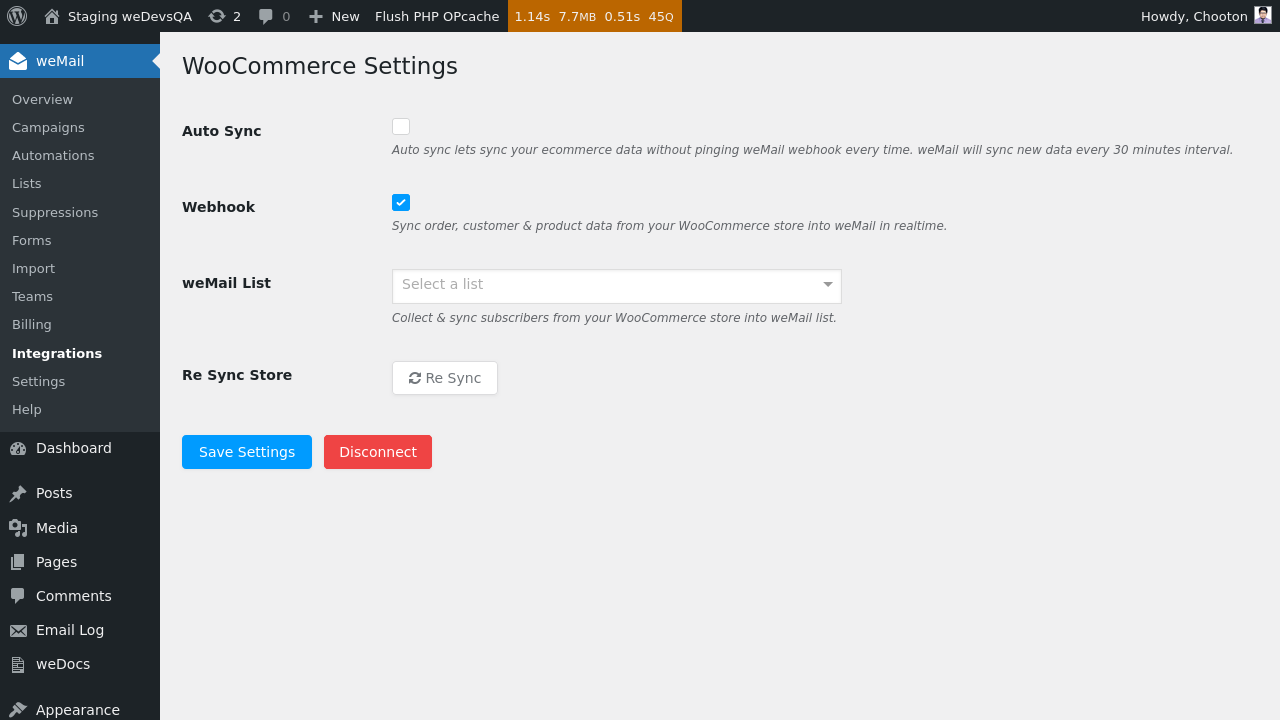 Staging weDevsQA
2
0
New
Flush PHP OPcache
1.14s 7.7MB 0.51s 45Q
Howdy, Chooton
weMail
Overview
Campaigns
Automations
Lists
Suppressions
Forms
Import
Teams
Billing
Integrations
Settings
Help
Dashboard
Posts
Media
Pages
Comments
Email Log
weDocs
Appearance
WooCommerce Settings
Auto Sync
Auto sync lets sync your ecommerce data without pinging weMail webhook every time. weMail will sync new data every 30 minutes interval.
Webhook
Sync order, customer & product data from your WooCommerce store into weMail in realtime.
weMail List
Select a list
Collect & sync subscribers from your WooCommerce store into weMail list.
Re Sync Store
Re Sync
Save Settings
Disconnect